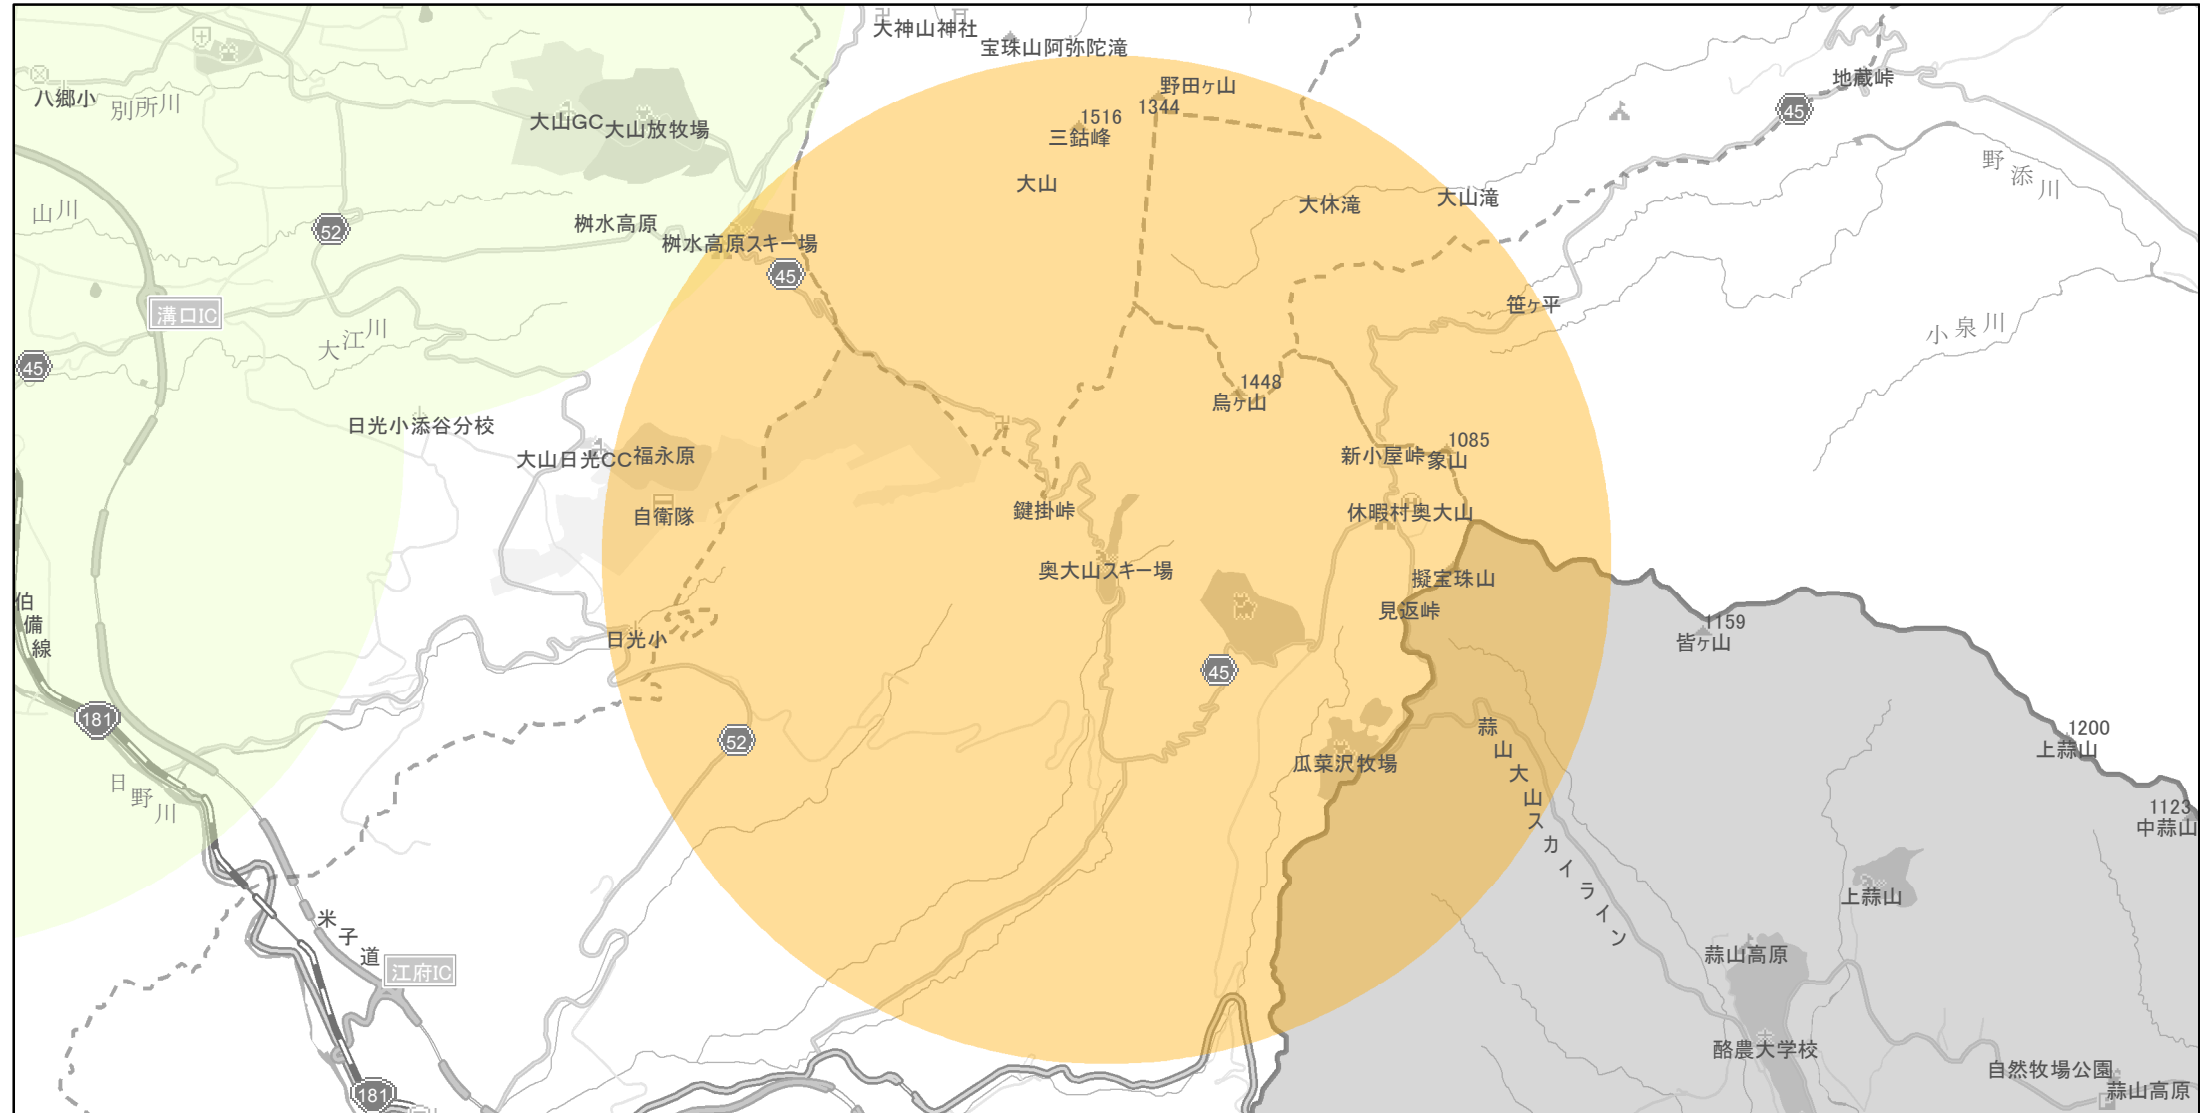 大神山神社
宝珠山阿弥陀滝
野田ヶ山
1344
1516
三鈷峰
大山
地蔵峠
45
八郷小
別所川
大山GC
大山放牧場
野添川
大休滝
大山滝
山川
52
桝水高原
桝水高原スキー場
45
溝口IC
大江川
笹ヶ平
小泉川
45
1448
烏ヶ山
日光小添谷分校
大山日光CC
福永原
新小屋峠
1085
象山
自衛隊
鍵掛峠
休暇村奥大山
奥大山スキー場
擬宝珠山
見返峠
伯備線
日光小
1159
皆ヶ山
45
181
52
蒜山大山スカイライン
1200
上蒜山
瓜菜沢牧場
日野川
1123
中蒜山
上蒜山
米子道
江府IC
蒜山高原
酪農大学校
自然牧場公園
蒜山高原
181